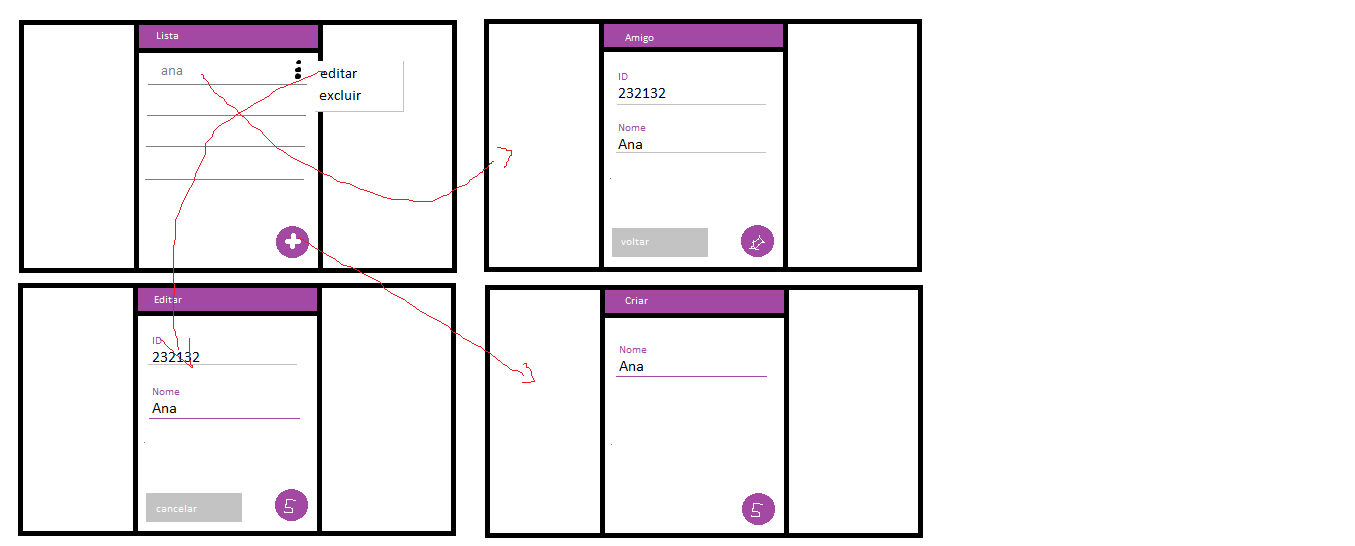 Lista
ana
editar
excluir
Amigo
ID
232132
Nome
Ana
voltar
Editar
ID
232132
Nome
Ana
cancelar
S
Criar
Nome
Ana
S